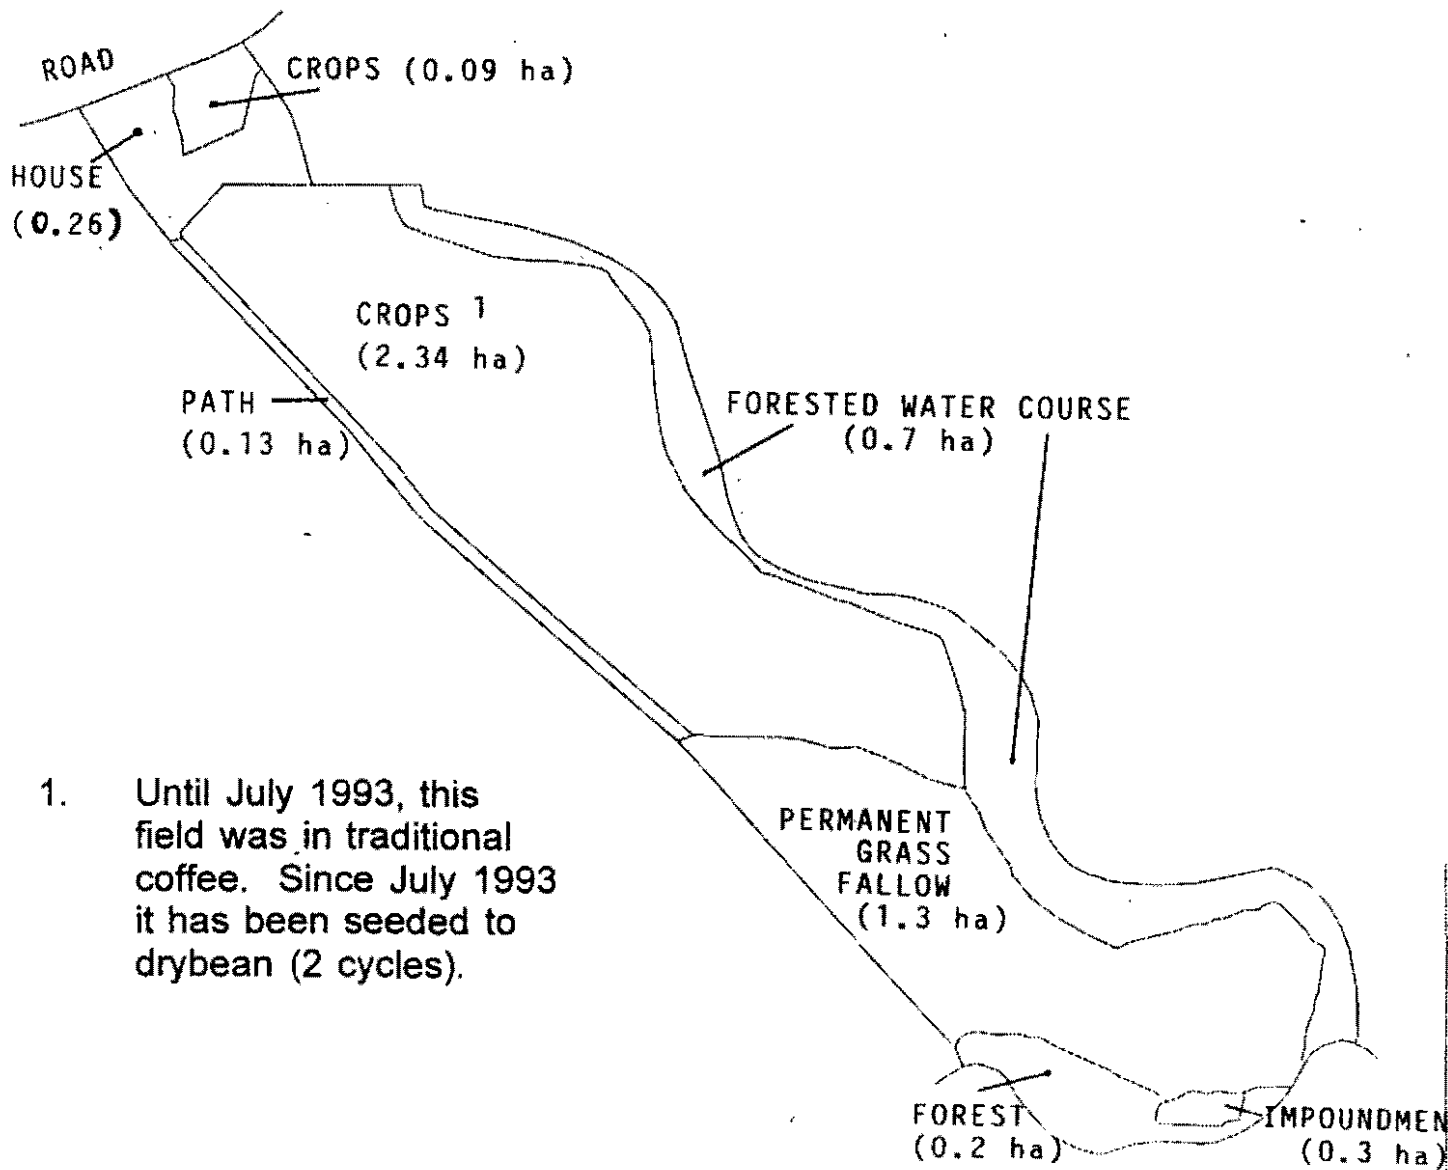 ROAD
CROPS (0.09 ha)
HOUSE
(0.26)
CROPS 1
(2.34 ha)
PATH
(0.13 ha)
FORESTED WATER COURSE
(0.7 ha)
1. Until July 1993, this
field was in traditional
coffee. Since July 1993
it has been seeded to
drybean (2 cycles).
PERMANENT
GRASS
FALLOW
(1.3 ha)
FOREST
(0.2 ha)
IMPOUNDMEN
(0.3 ha)